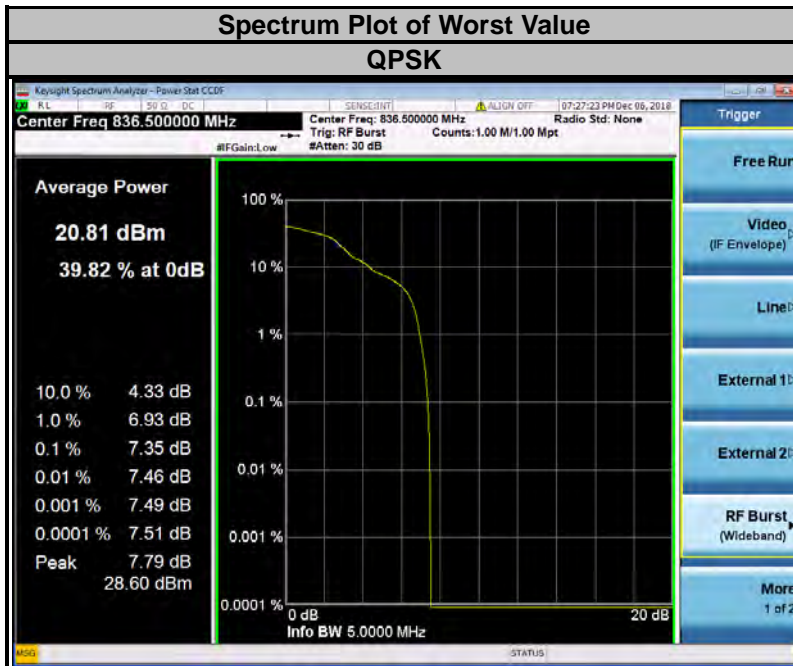 Spectrum Plot of Worst Value
QPSK
Keysight Spectrum Analyzer - Power Stat CCDF
RL RF 50 Ω DC SENSE:INT ALIGN OFF 07:27:23 PM Dec 06, 2018
Center Freq 836.500000 MHz
Center Freq: 836.500000 MHz Radio Std: None
Trig: RF Burst Counts:1.00 M/1.00 Mpt
#IFGain:Low #Atten: 30 dB
Average Power
20.81 dBm
39.82 % at 0dB
10.0 % 4.33 dB
1.0 % 6.93 dB
0.1 % 7.35 dB
0.01 % 7.46 dB
0.001 % 7.49 dB
0.0001 % 7.51 dB
Peak 7.79 dB
28.60 dBm
100 %
10 %
1 %
0.1 %
0.01 %
0.001 %
0.0001 %
0 dB 20 dB
Info BW 5.0000 MHz
Trigger
Free Run
Video
(IF Envelope)
Line
External 1
External 2
RF Burst
(Wideband)
More
1 of 2
MSG STATUS